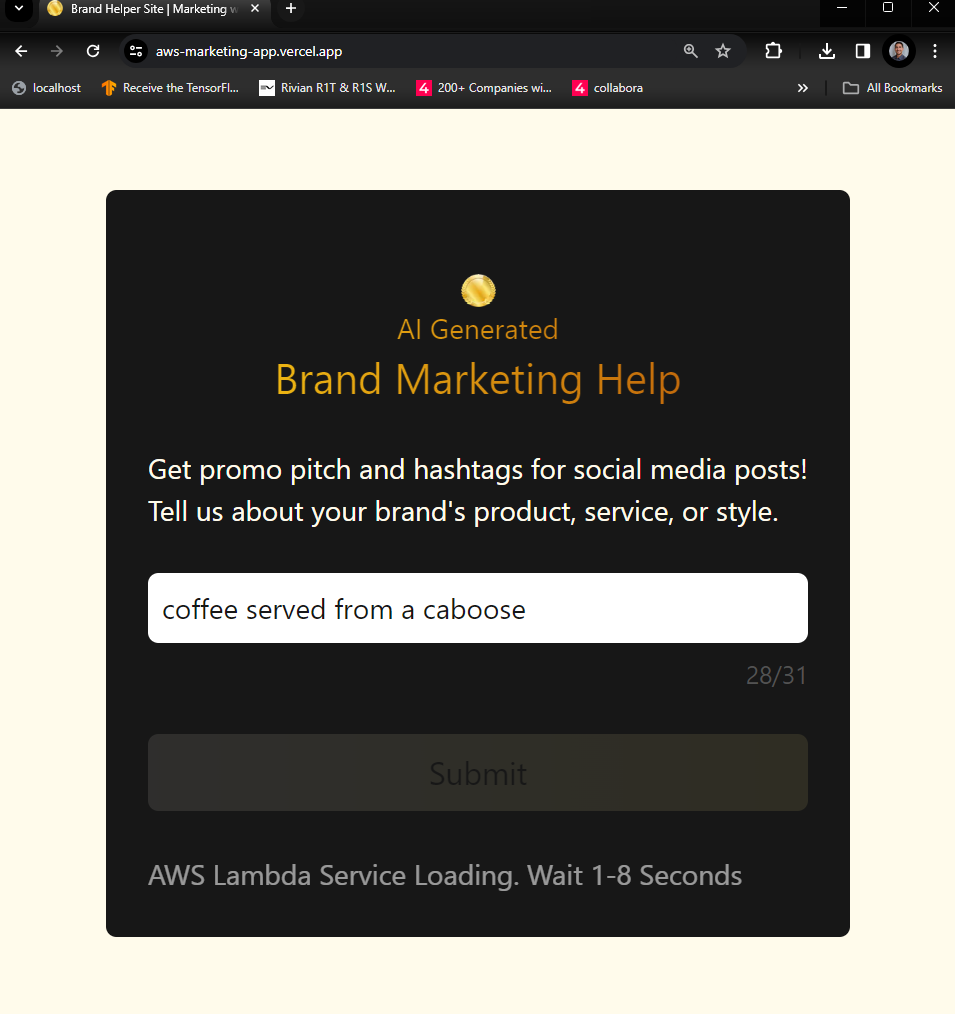 Brand Helper Site | Marketing w
aws-marketing-app.vercel.app
localhost
Receive the TensorFl...
Rivian R1T & R1S W...
200+ Companies wi...
collabora
All Bookmarks
AI Generated
Brand Marketing Help
Get promo pitch and hashtags for social media posts!
Tell us about your brand's product, service, or style.
coffee served from a caboose
28/31
Submit
AWS Lambda Service Loading. Wait 1-8 Seconds